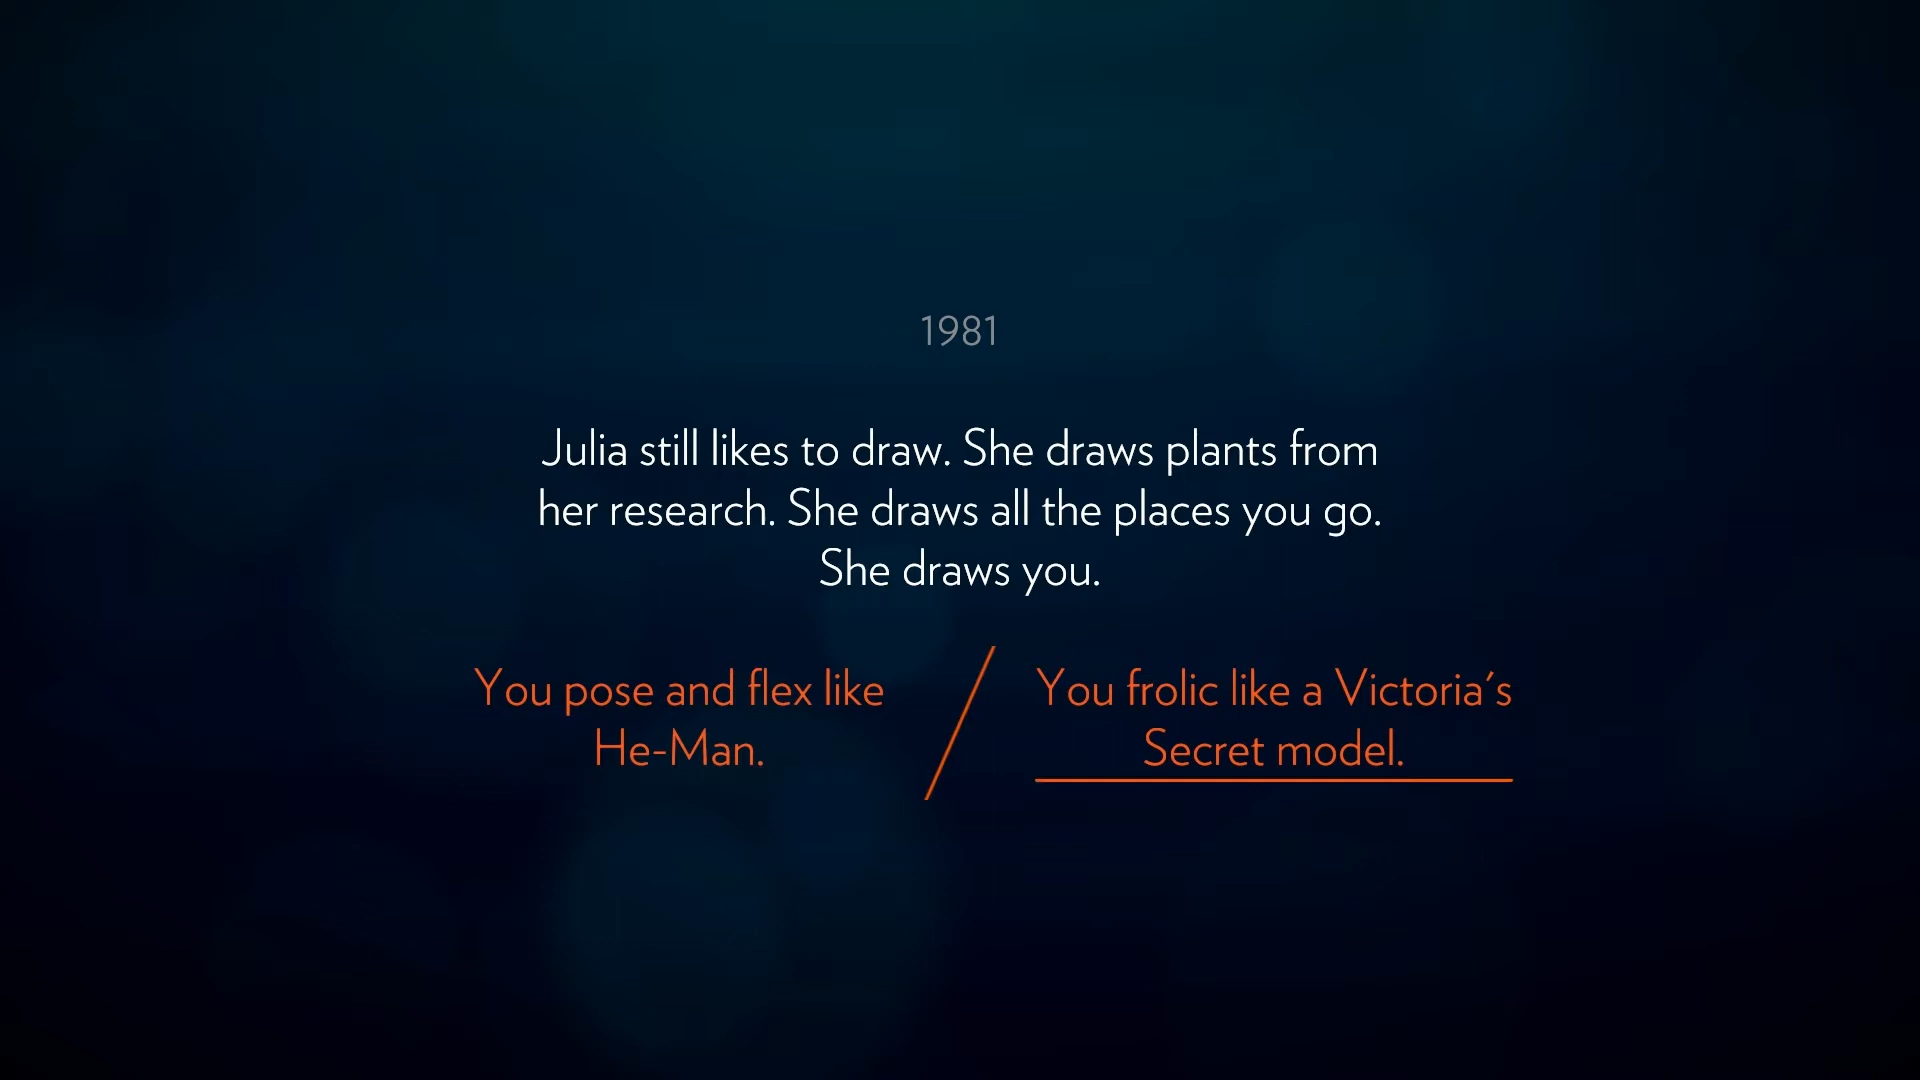 1981
Julia still likes to draw. She draws plants from
her research. She draws all the places you go.
She draws you.
You pose and flex like
He-Man.
You frolic like a Victoria's
Secret model.